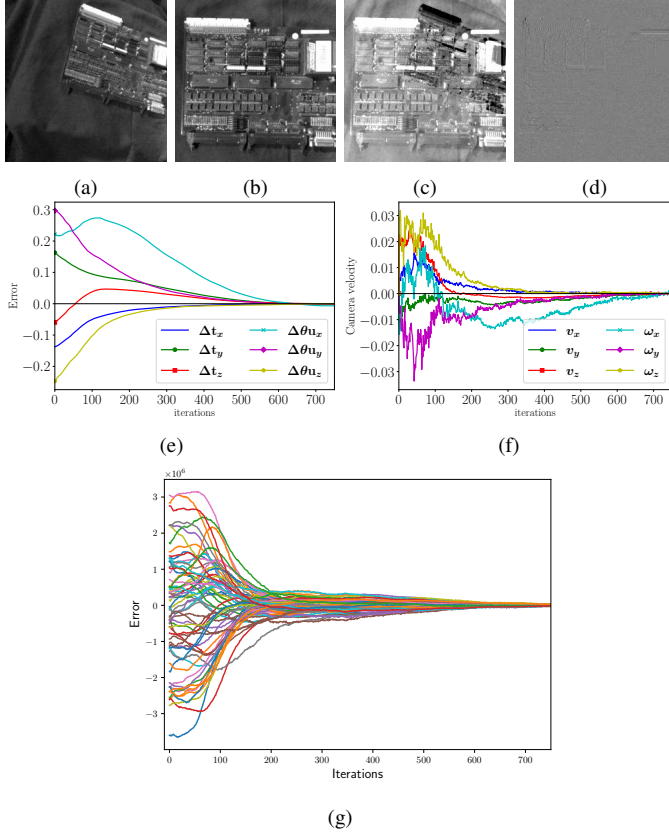 (a) (b) (c) (d)
0.3
0.2
0.1
0.0
−0.1
−0.2
Error
0 100 200 300 400 500 600 700
iterations
Δt_x Δθu_x
Δt_y Δθu_y
Δt_z Δθu_z
0.03
0.02
0.01
0.00
−0.01
−0.02
−0.03
Camera velocity
0 100 200 300 400 500 600 700
iterations
v_x ω_x
v_y ω_y
v_z ω_z
(e) (f)
×10^6
3
2
1
0
−1
−2
−3
Error
0 100 200 300 400 500 600 700
Iterations
(g)